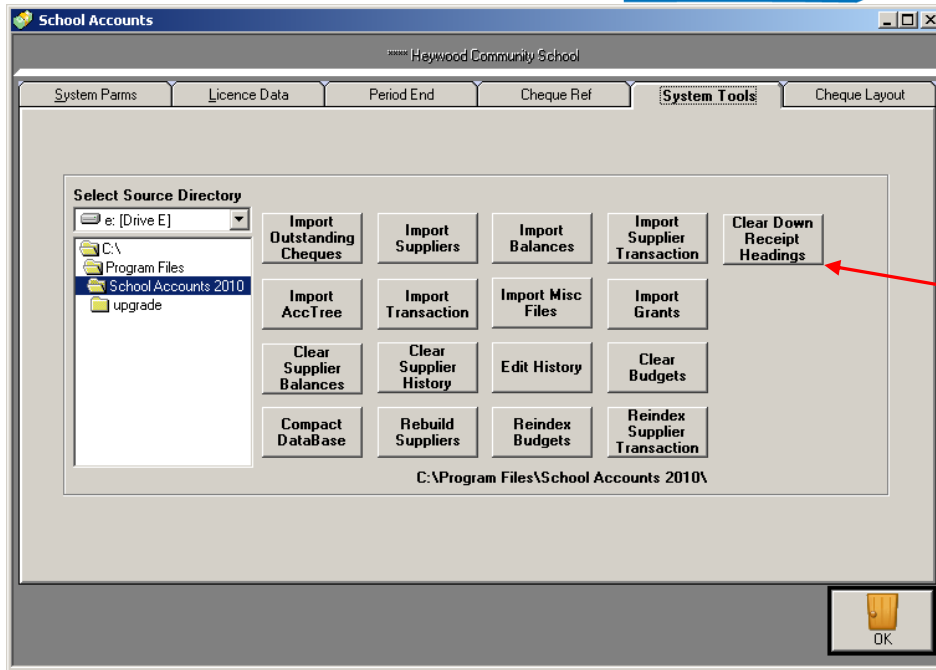 School Accounts
**** Heywood Community School
System Parms
Licence Data
Period End
Cheque Ref
System Tools
Cheque Layout
Select Source Directory
e: [Drive E]
C:\
Program Files
School Accounts 2010
upgrade
Import
Outstanding
Cheques
Import
Suppliers
Import
Balances
Import
Supplier
Transaction
Clear Down
Receipt
Headings
Import
AccTree
Import
Transaction
Import Misc
Files
Import
Grants
Clear
Supplier
Balances
Clear
Supplier
History
Edit History
Clear
Budgets
Compact
DataBase
Rebuild
Suppliers
Reindex
Budgets
Reindex
Supplier
Transaction
C:\Program Files\School Accounts 2010\
OK